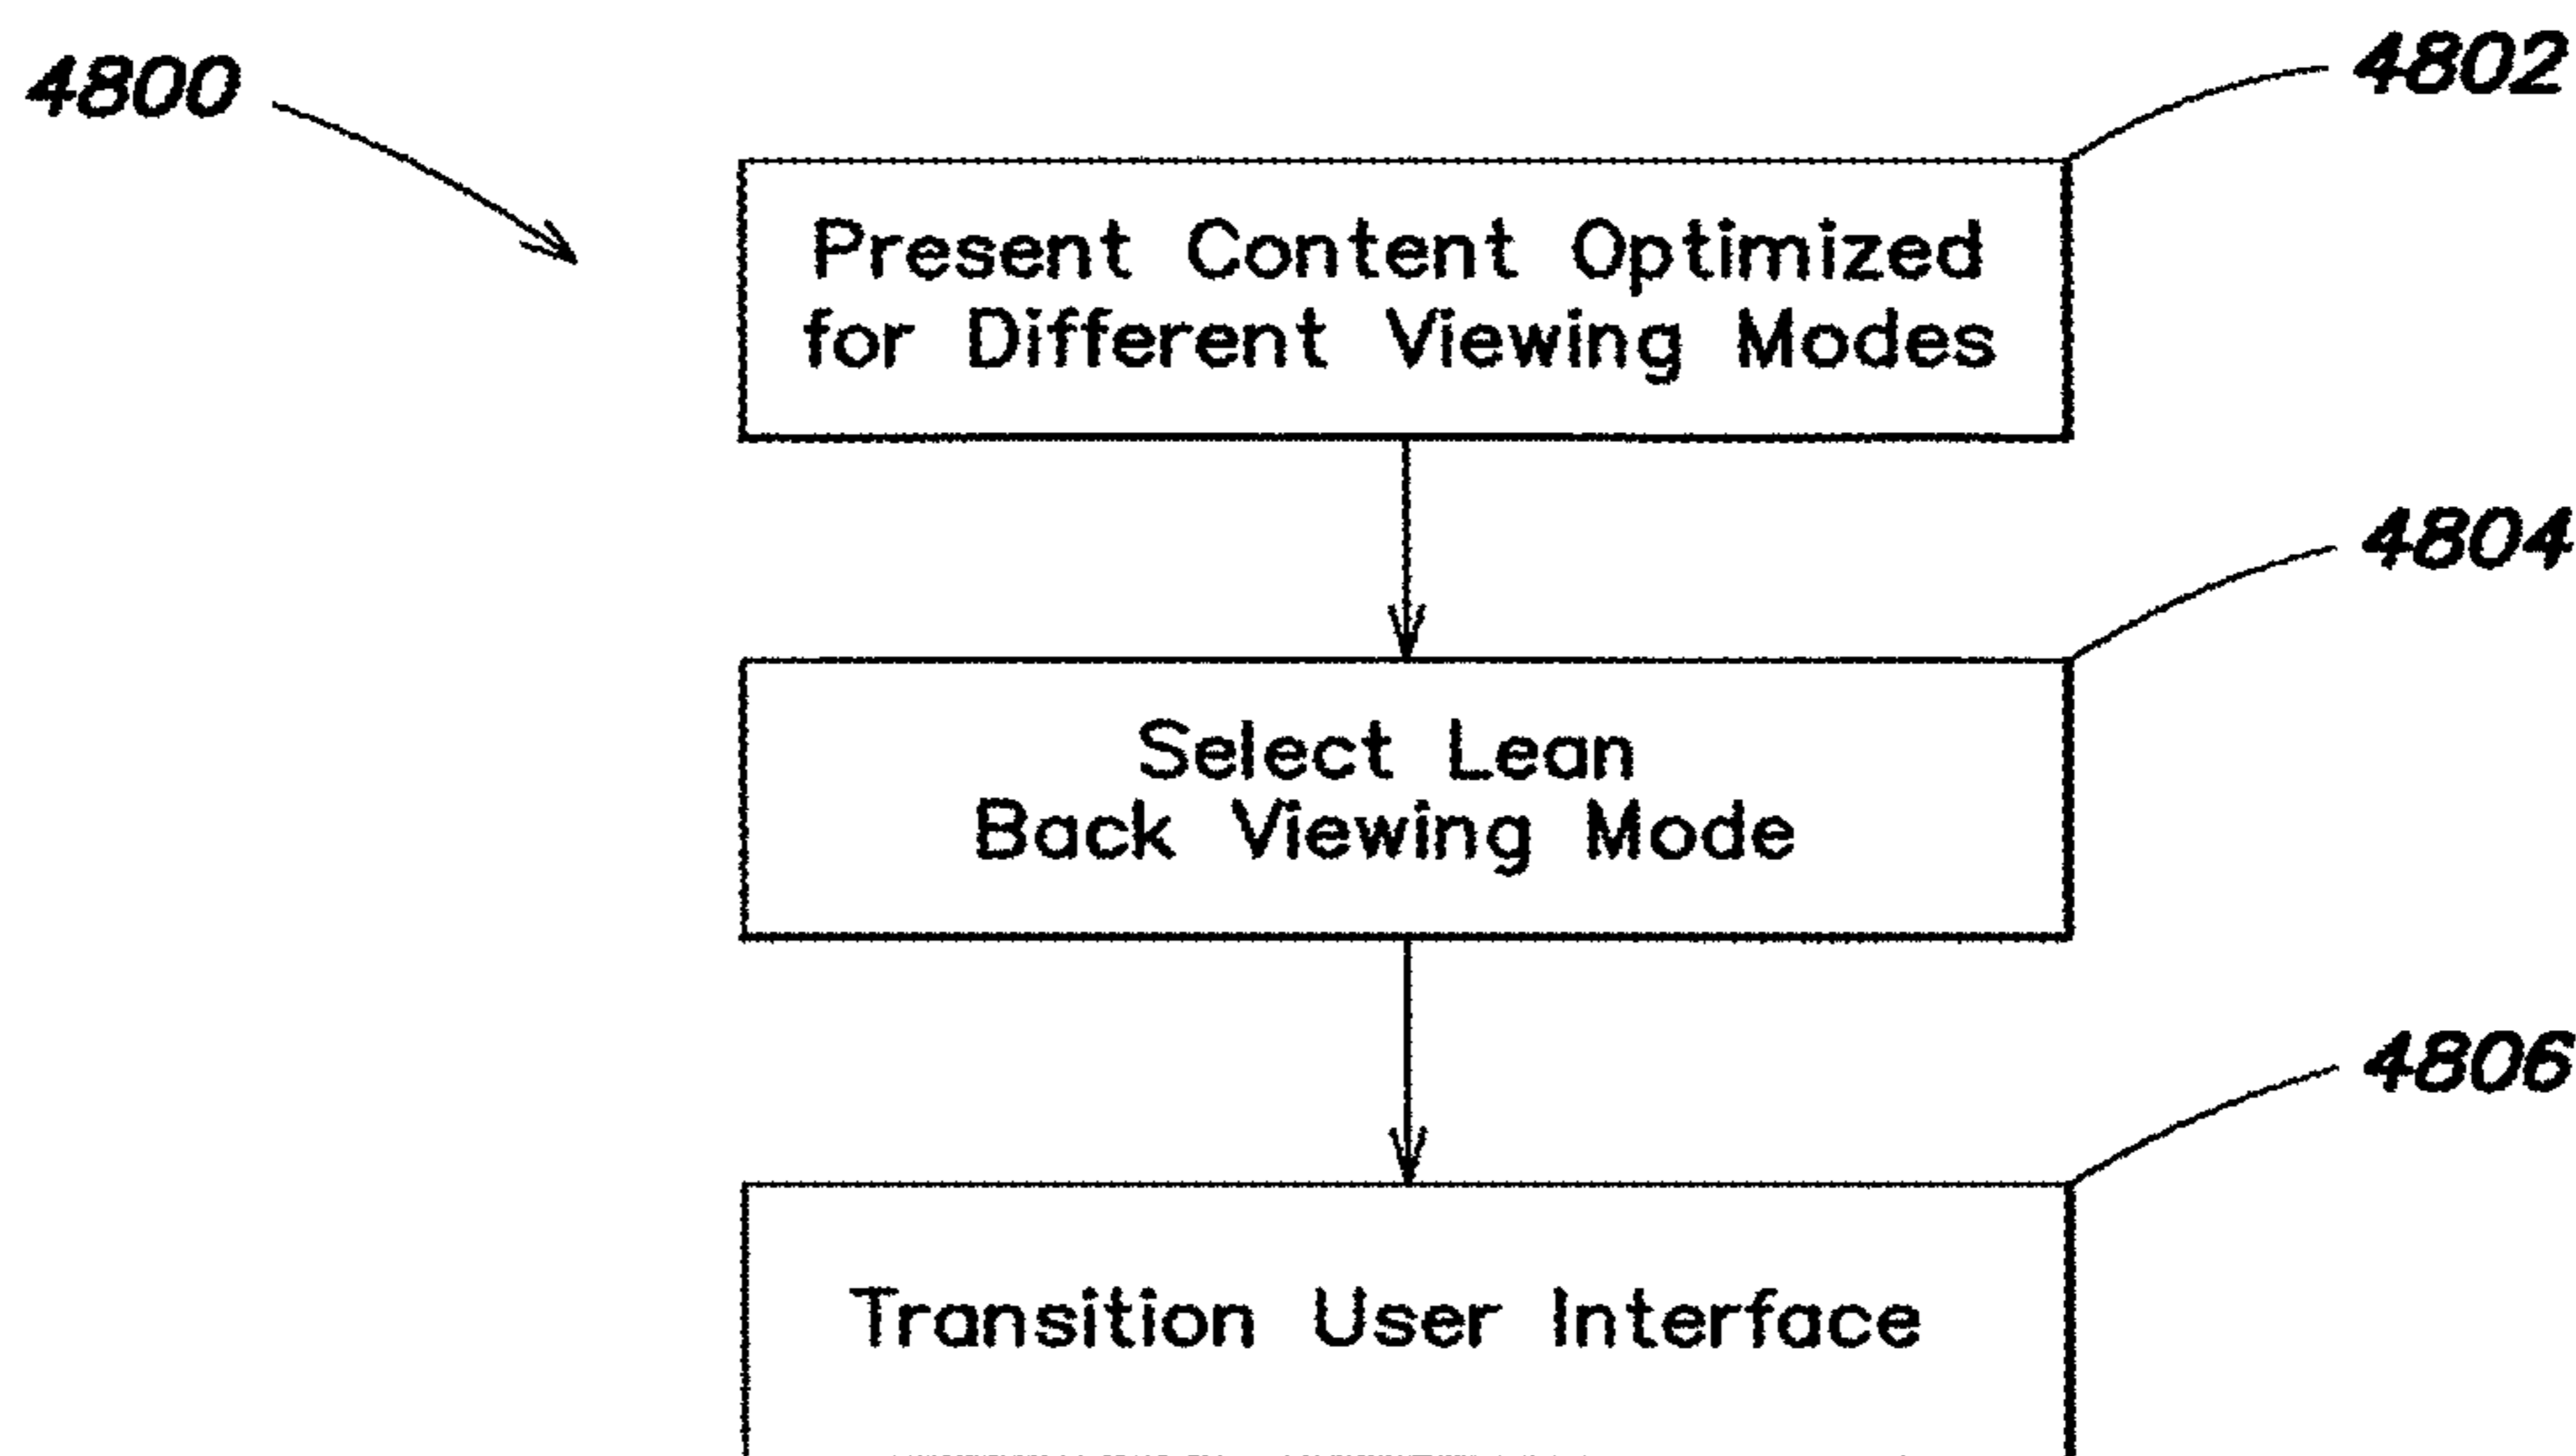 4800
4802
Present Content Optimized
for Different Viewing Modes
4804
Select Lean
Back Viewing Mode
4806
Transition User Interface